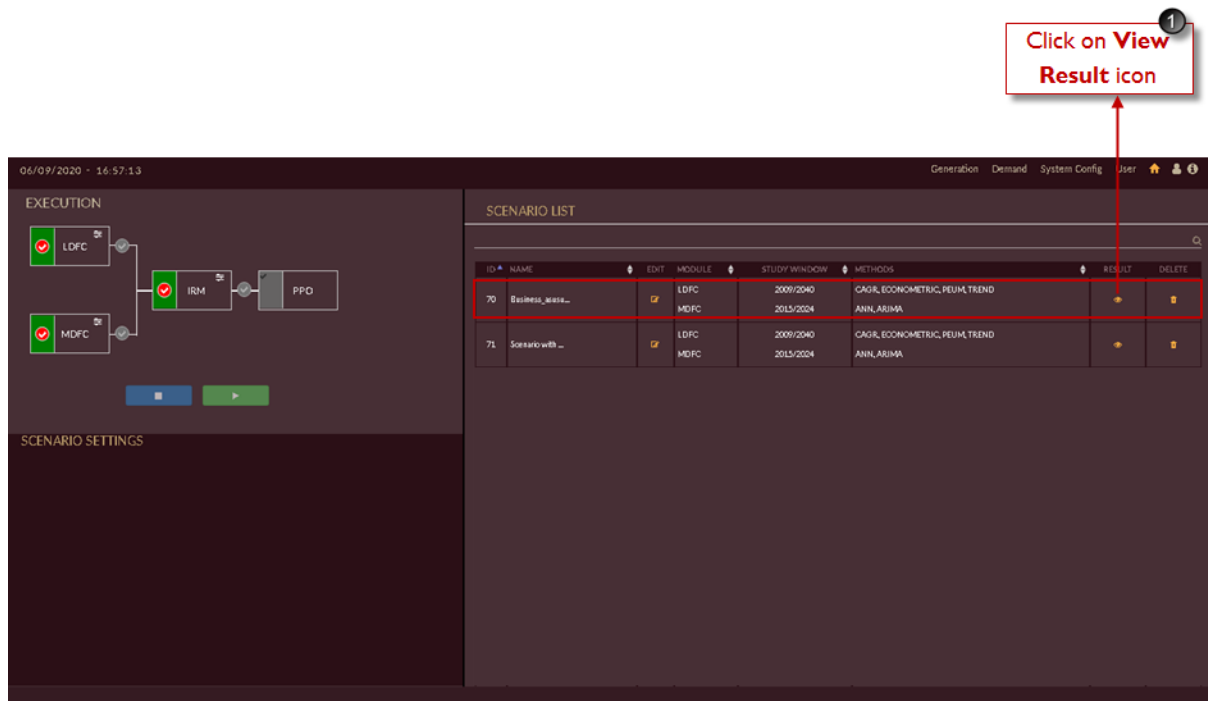 1
Click on View
Result icon
06/09/2020 - 16:57:13
Generation Demand System Config User
EXECUTION
LDFC
IRM
PPO
MDFC
SCENARIO SETTINGS
SCENARIO LIST
ID NAME EDIT MODULE STUDY WINDOW METHODS RESULT DELETE
70 LDFC 2009/2040 CAGR, ECONOMETRIC, PEUM, TREND
MDFC 2015/2024 ANN, ARIMA
71 Scenario with ... LDFC 2009/2040 CAGR, ECONOMETRIC, PEUM, TREND
MDFC 2015/2024 ANN, ARIMA